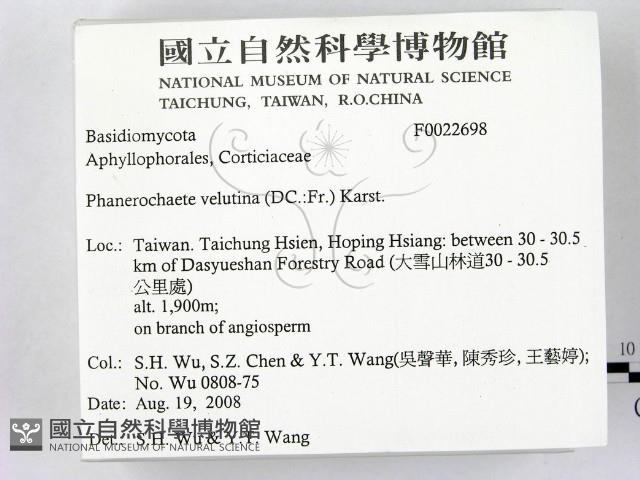 國立自然科學博物館
NATIONAL MUSEUM OF NATURAL SCIENCE
TAICHUNG, TAIWAN, R.O.CHINA
Basidiomycota F0022698
Aphyllophorales, Corticiaceae
Phanerochaete velutina (DC.:Fr.) Karst.
Loc.: Taiwan. Taichung Hsien, Hoping Hsiang: between 30 - 30.5
km of Dasyueshan Forestry Road (大雪山林道30 - 30.5
公里處)
alt. 1,900m;
on branch of angiosperm
Col.: S.H. Wu, S.Z. Chen & Y.T. Wang(吳聲華, 陳秀珍, 王藝婷);
No. Wu 0808-75
Date: Aug. 19, 2008
Det.: S.H. Wu & Y.T. Wang
國立自然科學博物館
NATIONAL MUSEUM OF NATURAL SCIENCE
10